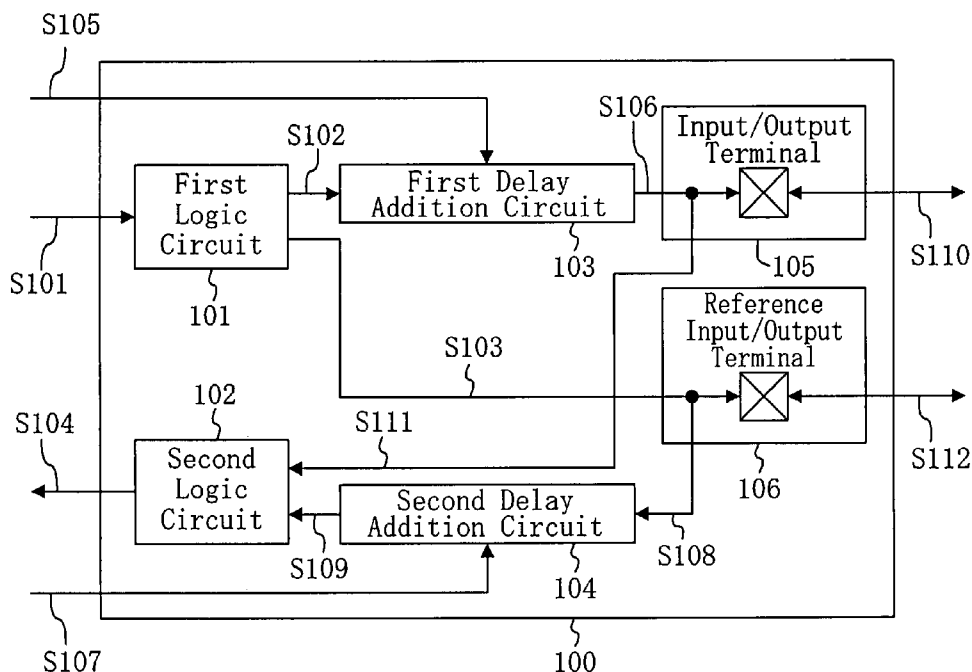 S105
S102
S106
Input/Output
Terminal
First
Logic
Circuit
First Delay
Addition Circuit
S101
101
103
105
S110
Reference
Input/Output
Terminal
S103
102
S104
S111
Second
Logic
Circuit
Second Delay
Addition Circuit
106
S112
S109
S108
104
S107
100